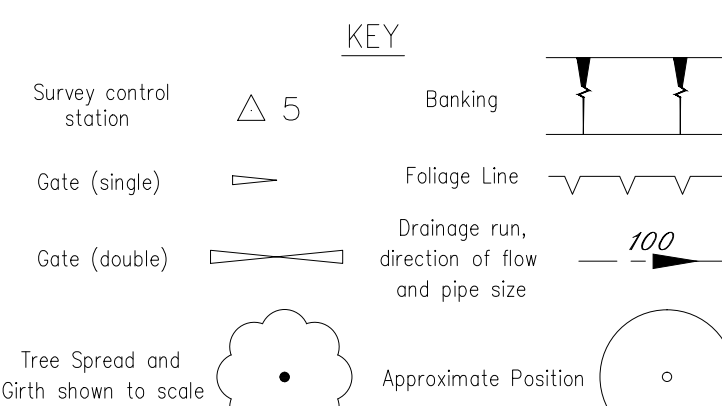 KEY
Survey control
station
5
Banking
Gate (single)
Foliage Line
Gate (double)
Drainage run,
direction of flow
and pipe size
100
Tree Spread and
Girth shown to scale
Approximate Position